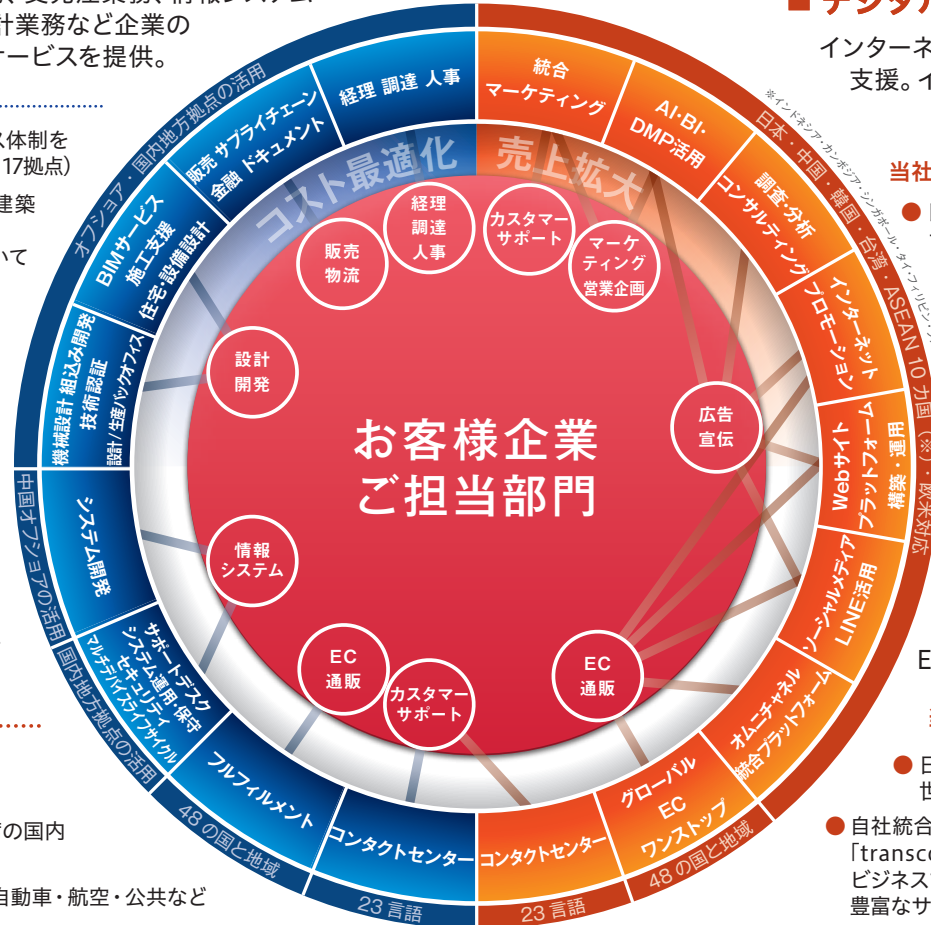 計業務など企業の
サービスを提供。
ス体制を
17拠点)
建築
いて
の国内
自動車・航空・公共など
■ デジタル
インターネ
支援。イ
当社
●
オフショア・国内地方拠点の活用
中国オフショアの活用
国内地方拠点の活用
48の国と地域
23言語
23言語
48の国と地域
日本・中国・韓国・台湾・ASEAN 10カ国(※)・欧米対応
※インドネシア・カンボジア・シンガポール・タイ・フィリピン・
経理 調達 人事
販売 サプライチェーン
金融 ドキュメント
BIMサービス
施工支援
住宅・設備設計
機械設計 組込み開発
技術認証
設計/生産バックオフィス
システム開発
サポートデスク
システム運用・保守
セキュリティ
マルチデバイスライフサイクル
フルフィルメント
コンタクトセンター
統合
マーケティング
AI・BI・
DMP活用
調査・分析
コンサルティング
インターネット
プロモーション
Webサイト
プラットフォーム
構築・運用
ソーシャルメディア
LINE活用
オムニチャネル
統合プラットフォーム
グローバル
EC
ワンストップ
コンタクトセンター
コスト最適化
売上拡大
経理
調達
人事
販売
物流
設計
開発
情報
システム
EC
通販
カスタマー
サポート
カスタマー
サポート
マーケ
ティング
営業企画
広告
宣伝
EC
通販
お客様企業
ご担当部門
E
● 日
世
● 自社統合
「transco
ビジネス
豊富なサ